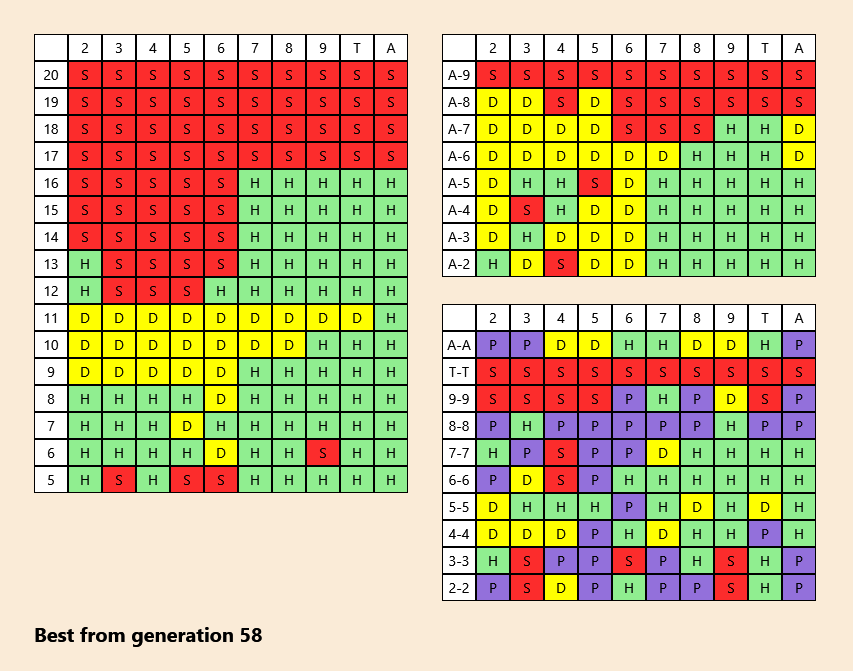 2 3 4 5 6 7 8 9 T A
20 S S S S S S S S S S
19 S S S S S S S S S S
18 S S S S S S S S S S
17 S S S S S S S S S S
16 S S S S S H H H H H
15 S S S S S H H H H H
14 S S S S S H H H H H
13 H S S S S H H H H H
12 H S S S H H H H H H
11 D D D D D D D D D H
10 D D D D D D D H H H
9 D D D D D H H H H H
8 H H H H D H H H H H
7 H H H D H H H H H H
6 H H H H D H H S H H
5 H S H S S H H H H H
2 3 4 5 6 7 8 9 T A
A-9 S S S S S S S S S S
A-8 D D S D S S S S S S
A-7 D D D D S S S H H D
A-6 D D D D D D H H H D
A-5 D H H S D H H H H H
A-4 D S H D D H H H H H
A-3 D H D D D H H H H H
A-2 H D S D D H H H H H
2 3 4 5 6 7 8 9 T A
A-A P P D D H H D D H P
T-T S S S S S S S S S S
9-9 S S S S P H P D S P
8-8 P H P P P P P H P P
7-7 H P S P P D H H H H
6-6 P D S P H H H H H H
5-5 D H H H P H D H D H
4-4 D D D P H D H H P H
3-3 H S P P S P H S H P
2-2 P S D P H P P S H P
Best from generation 58